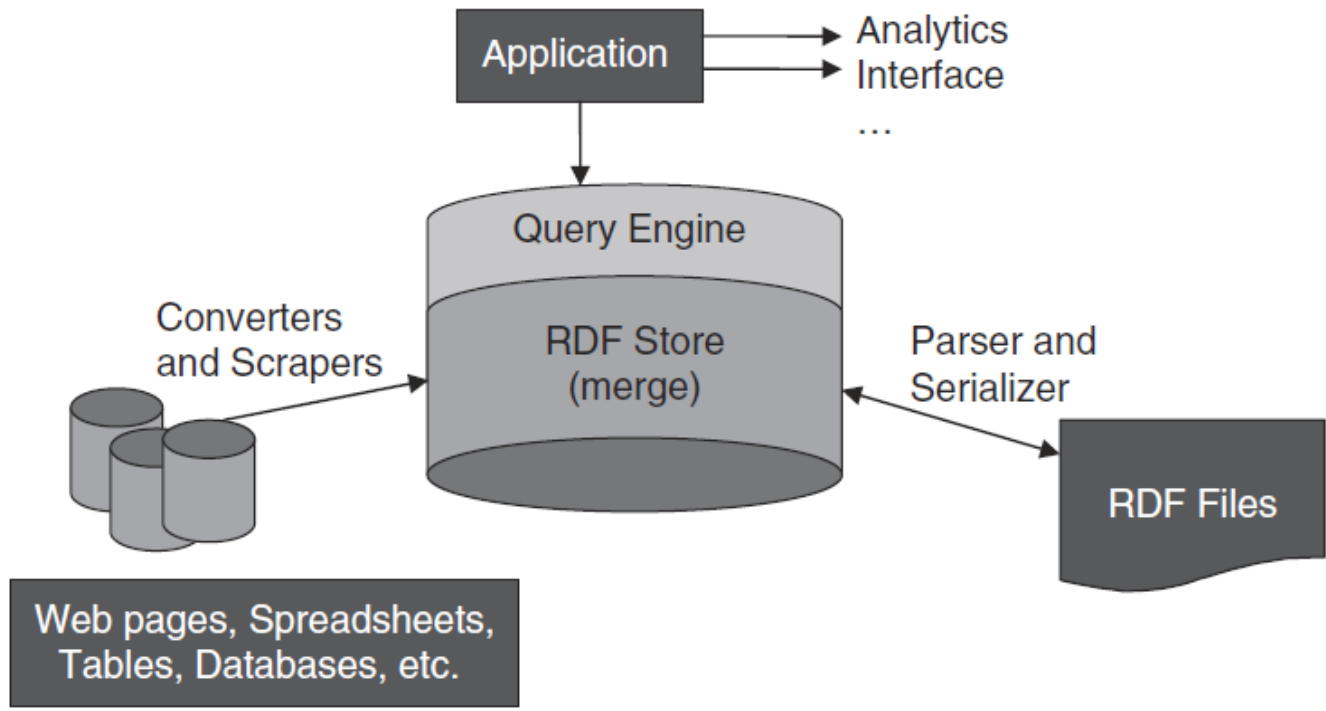 Application
Analytics
Interface
...
Query Engine
RDF Store
(merge)
Converters
and Scrapers
Parser and
Serializer
RDF Files
Web pages, Spreadsheets,
Tables, Databases, etc.